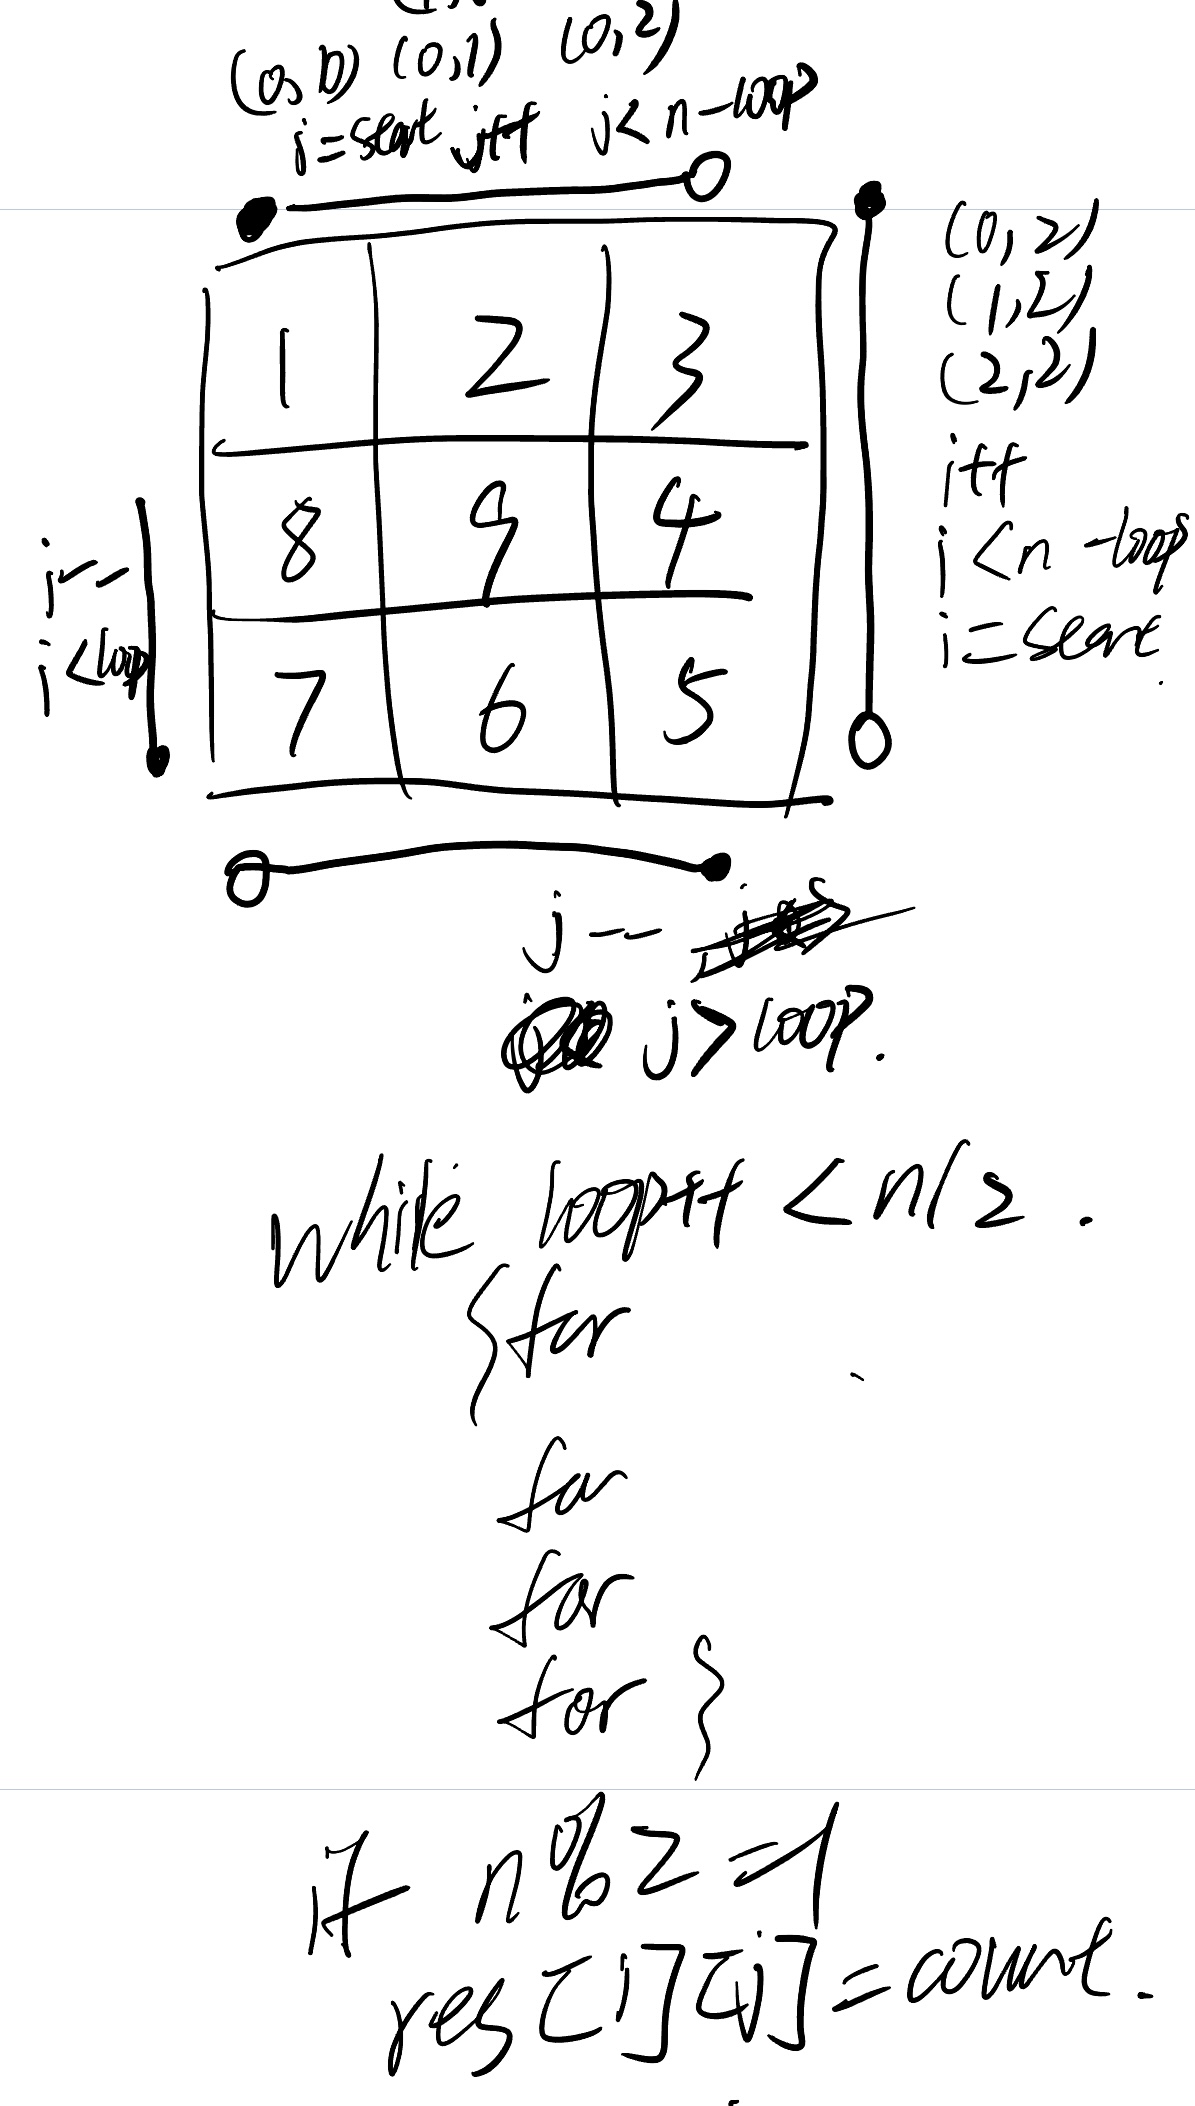 (0,0) (0,1) (0,2)
j=start j++ j<n-loop
1 2 3
8 9 4
7 6 5
(0,2)
(1,2)
(2,2)
i++
i<n-loop
i=start
i--
i<loop
j--
j>loop.
while loop++ <n/2.
{for
for
for
for }
if n%2=1
res[i][j]=count.